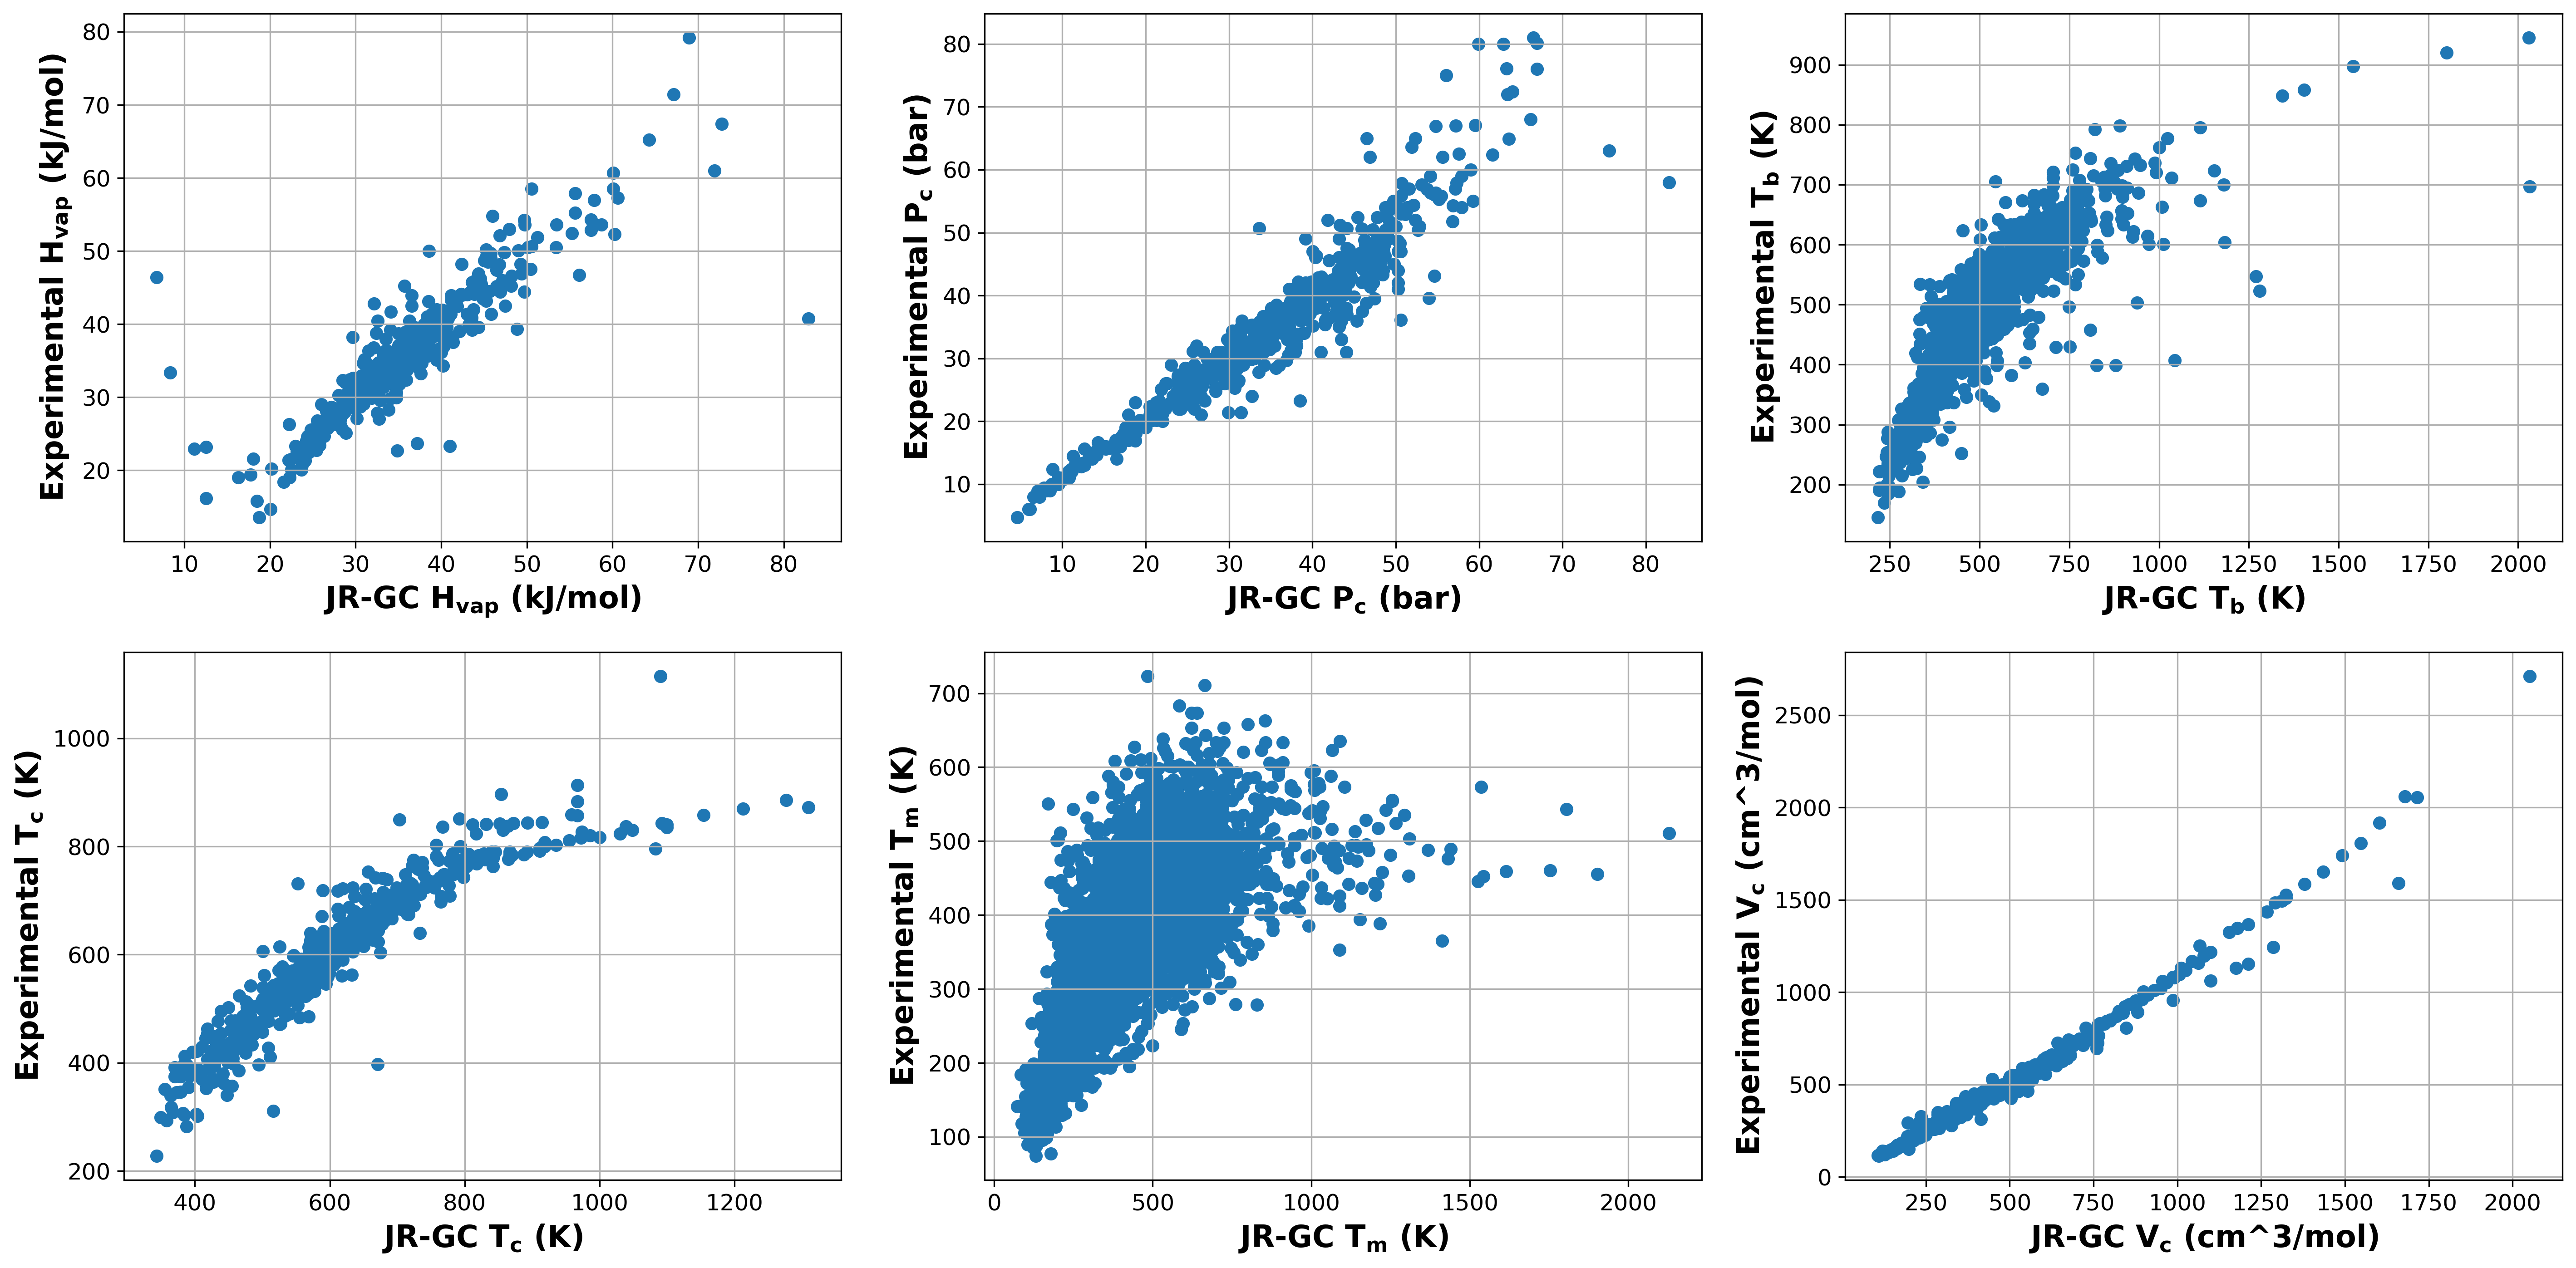 80
70
60
50
40
30
20
Experimental H_vap (kJ/mol)
10 20 30 40 50 60 70 80
JR-GC H_vap (kJ/mol)
80
70
60
50
40
30
20
10
Experimental P_c (bar)
10 20 30 40 50 60 70 80
JR-GC P_c (bar)
900
800
700
600
500
400
300
200
Experimental T_b (K)
250 500 750 1000 1250 1500 1750 2000
JR-GC T_b (K)
1000
800
600
400
200
Experimental T_c (K)
400 600 800 1000 1200
JR-GC T_c (K)
700
600
500
400
300
200
100
Experimental T_m (K)
0 500 1000 1500 2000
JR-GC T_m (K)
2500
2000
1500
1000
500
0
Experimental V_c (cm^3/mol)
250 500 750 1000 1250 1500 1750 2000
JR-GC V_c (cm^3/mol)